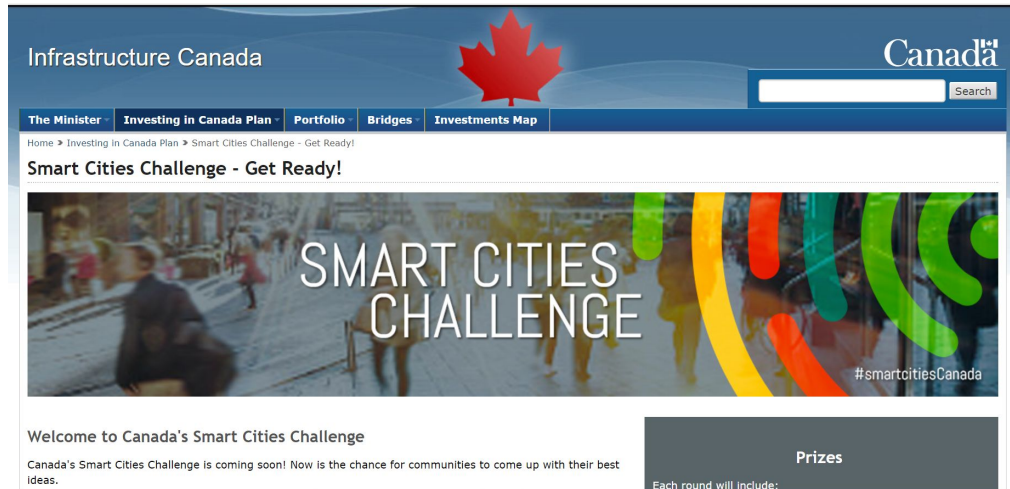 Infrastructure Canada
Canada
Search
The Minister Investing in Canada Plan Portfolio Bridges Investments Map
Home » Investing in Canada Plan » Smart Cities Challenge - Get Ready!
Smart Cities Challenge - Get Ready!
SMART CITIES
CHALLENGE
#smartcitiesCanada
Welcome to Canada's Smart Cities Challenge
Canada's Smart Cities Challenge is coming soon! Now is the chance for communities to come up with their best
ideas.
Prizes
Each round will include: